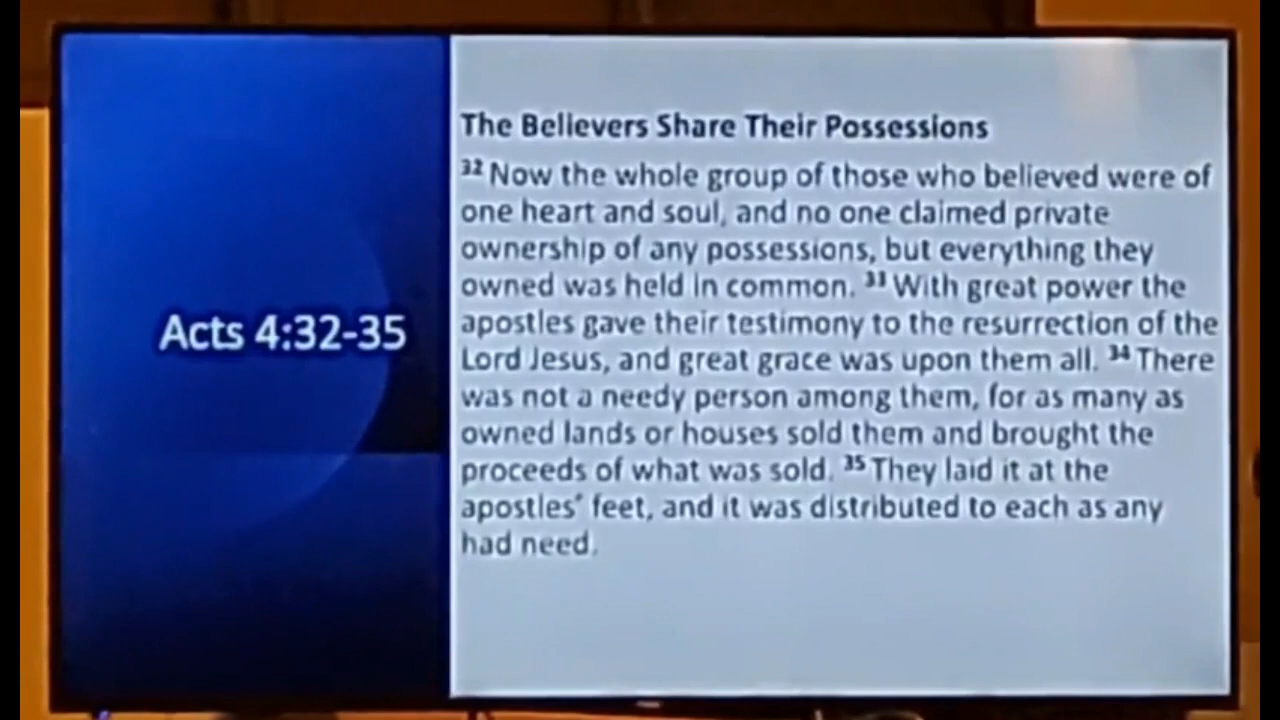 Acts 4:32-35
The Believers Share Their Possessions
³² Now the whole group of those who believed were of
one heart and soul, and no one claimed private
ownership of any possessions, but everything they
owned was held in common. ³³ With great power the
apostles gave their testimony to the resurrection of the
Lord Jesus, and great grace was upon them all. ³⁴ There
was not a needy person among them, for as many as
owned lands or houses sold them and brought the
proceeds of what was sold. ³⁵ They laid it at the
apostles’ feet, and it was distributed to each as any
had need.